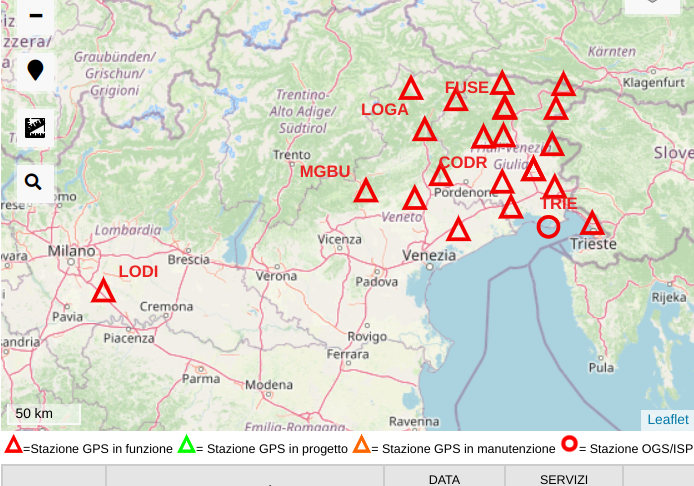 Graubünden/
Grischun/
Grigioni
Kärnten
Klagenfurt
Trentino-
Alto Adige/
Südtirol
FUSE
LOGA
Trento
MGBU
CODR
Pordenone
Friuli-Venezia
Giulia
TRIE
Veneto
Lombardia
Milano
Brescia
Vicenza
Verona
Venezia
Padova
Trieste
LODI
Pavia
Cremona
Piacenza
Rovigo
Ferrara
Rijeka
Parma
Modena
Pula
Ravenna
Emilia-Romagna
50 km
Leaflet
=Stazione GPS in funzione = Stazione GPS in progetto = Stazione GPS in manutenzione = Stazione OGS/ISP
DATA SERVIZI